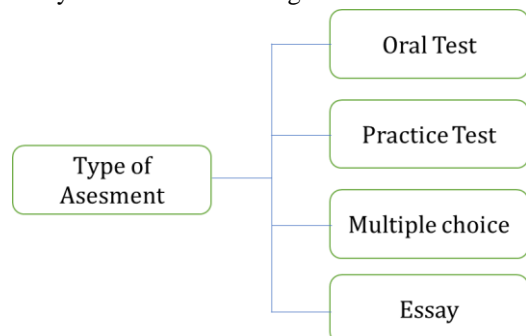 Oral Test
Practice Test
Type of
Asesment
Multiple choice
Essay